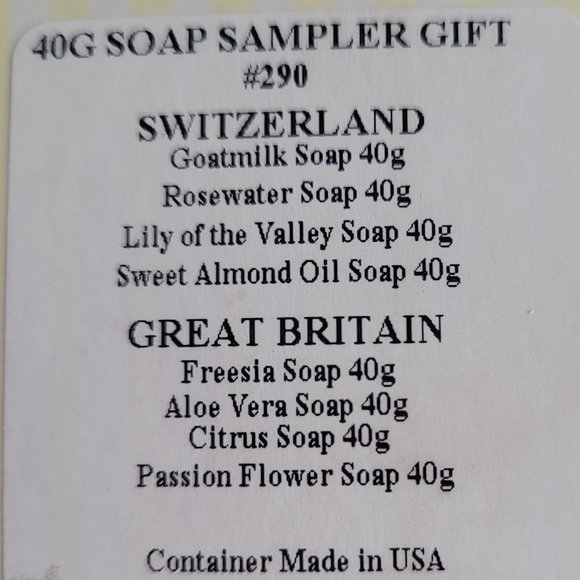 40G SOAP SAMPLER GIFT
#290
SWITZERLAND
Goatmilk Soap 40g
Rosewater Soap 40g
Lily of the Valley Soap 40g
Sweet Almond Oil Soap 40g
GREAT BRITAIN
Freesia Soap 40g
Aloe Vera Soap 40g
Citrus Soap 40g
Passion Flower Soap 40g
Container Made in USA